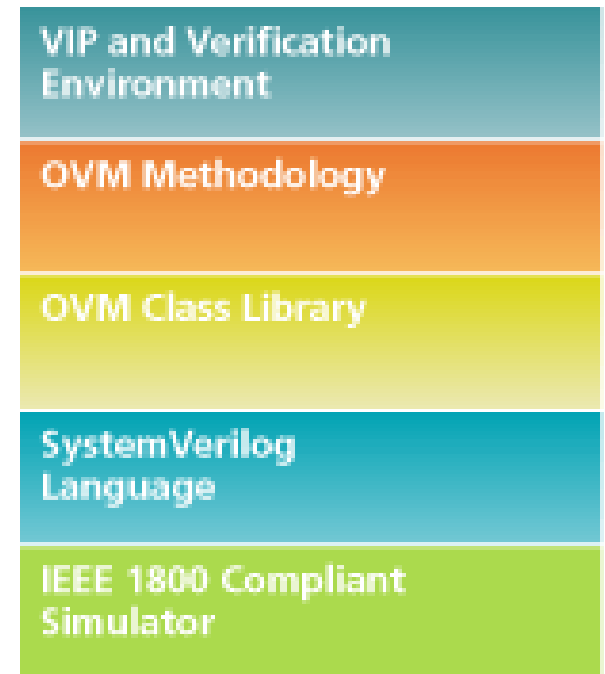 VIP and Verification
Environment
OVM Methodology
OVM Class Library
SystemVerilog
Language
IEEE 1800 Compliant
Simulator